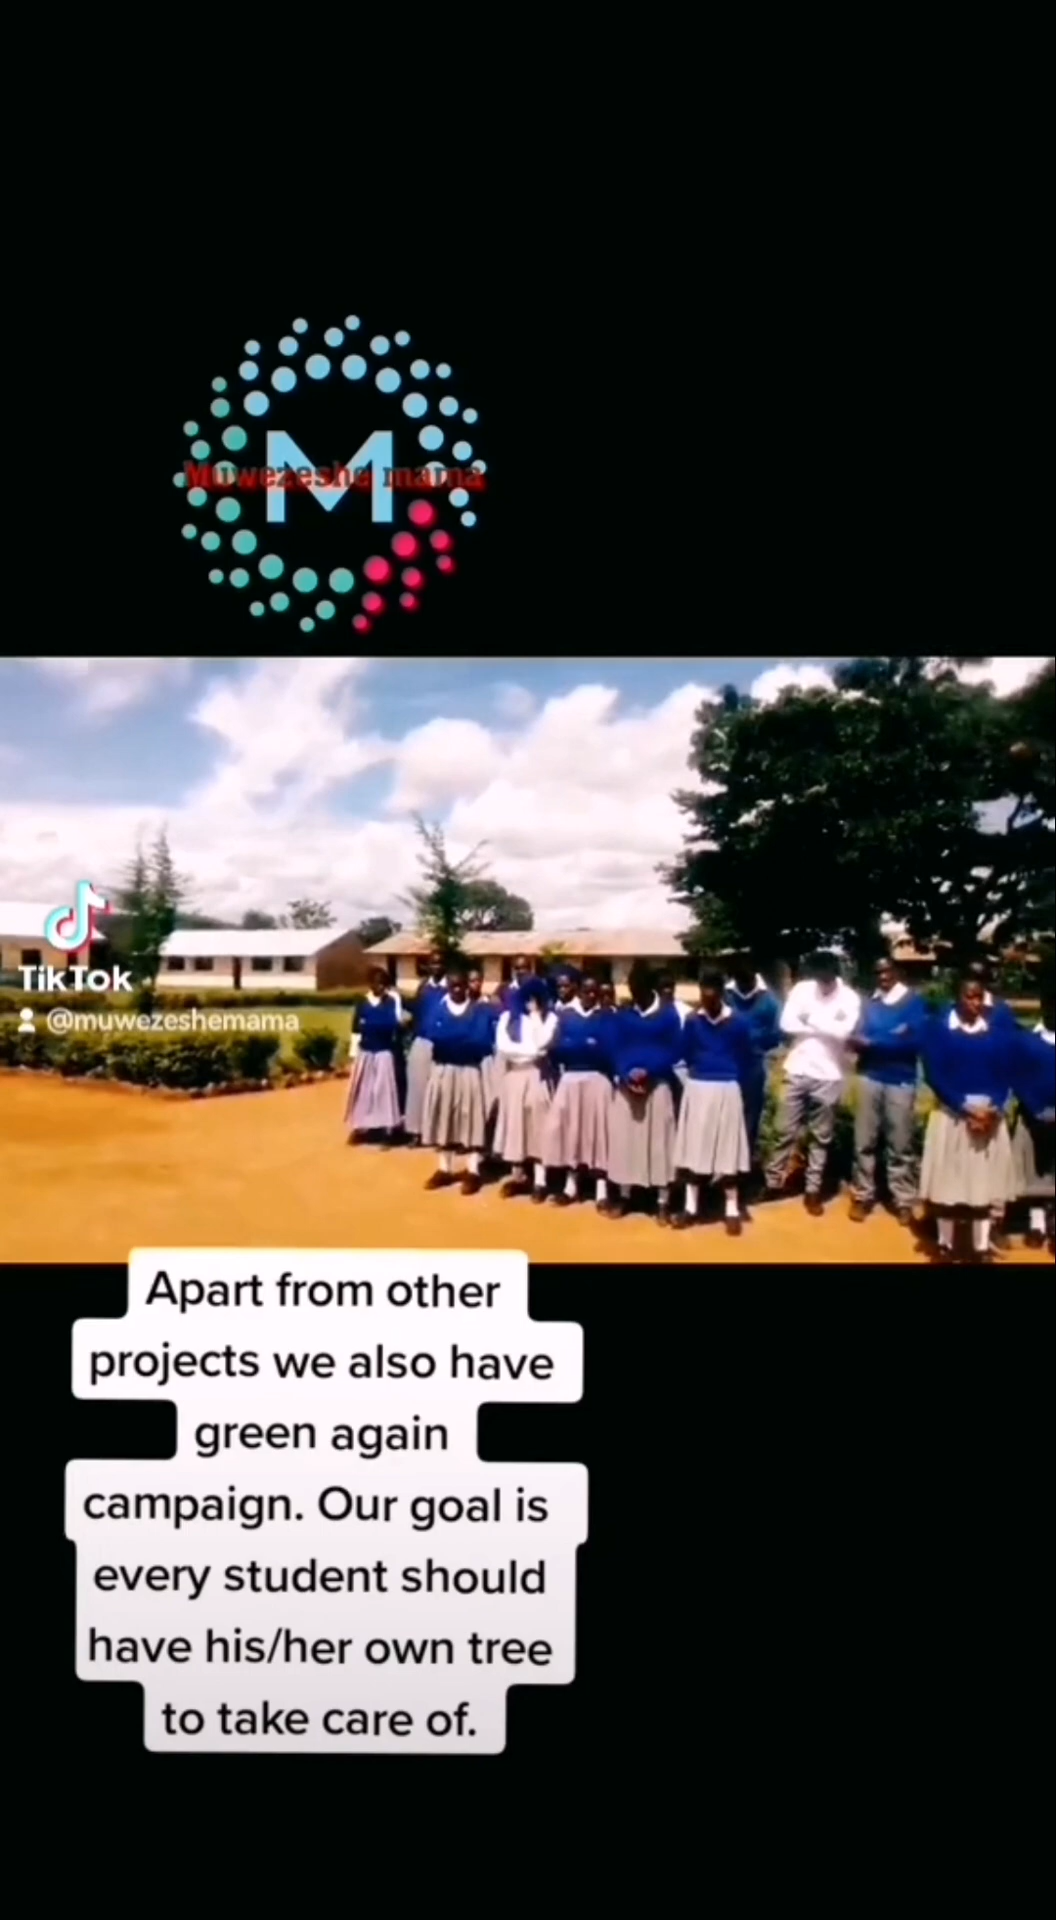 M
Muwezeshe mama
TikTok
@muwezeshemama
Apart from other
projects we also have
green again
campaign. Our goal is
every student should
have his/her own tree
to take care of.